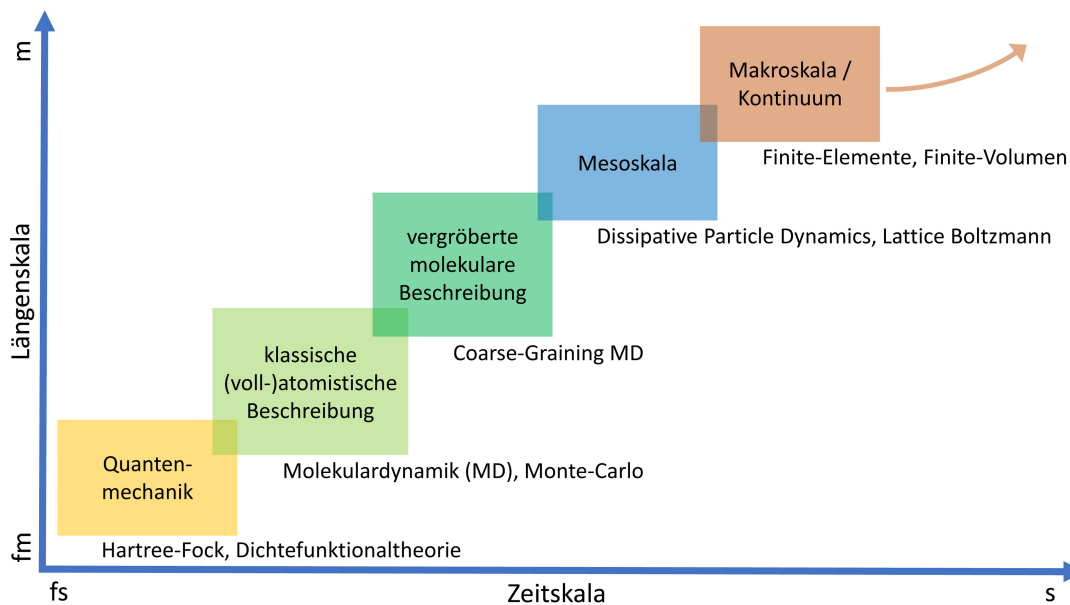 m
Makroskala /
Kontinuum
Finite-Elemente, Finite-Volumen
Mesoskala
Dissipative Particle Dynamics, Lattice Boltzmann
vergröberte
molekulare
Beschreibung
Coarse-Graining MD
Längenskala
klassische
(voll-)atomistische
Beschreibung
Molekulardynamik (MD), Monte-Carlo
Quanten-
mechanik
Hartree-Fock, Dichtefunktionaltheorie
fm
fs
Zeitskala
s